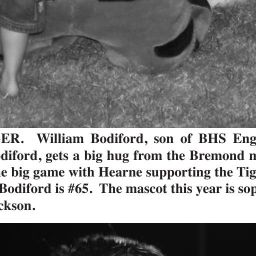 ER. William Bodiford, son of BHS Eng
diford, gets a big hug from the Bremond m
e big game with Hearne supporting the Tig
Bodiford is #65. The mascot this year is sop
ckson.